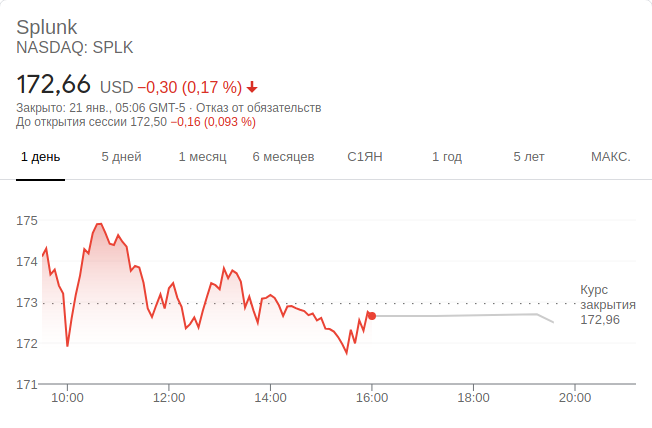 Splunk
NASDAQ: SPLK
172,66 USD −0,30 (0,17 %)
Закрыто: 21 янв., 05:06 GMT-5 · Отказ от обязательств
До открытия сессии 172,50 −0,16 (0,093 %)
1 день 5 дней 1 месяц 6 месяцев С1ЯН 1 год 5 лет МАКС.
175
174
173
172
171
Курс
закрытия
172,96
10:00 12:00 14:00 16:00 18:00 20:00